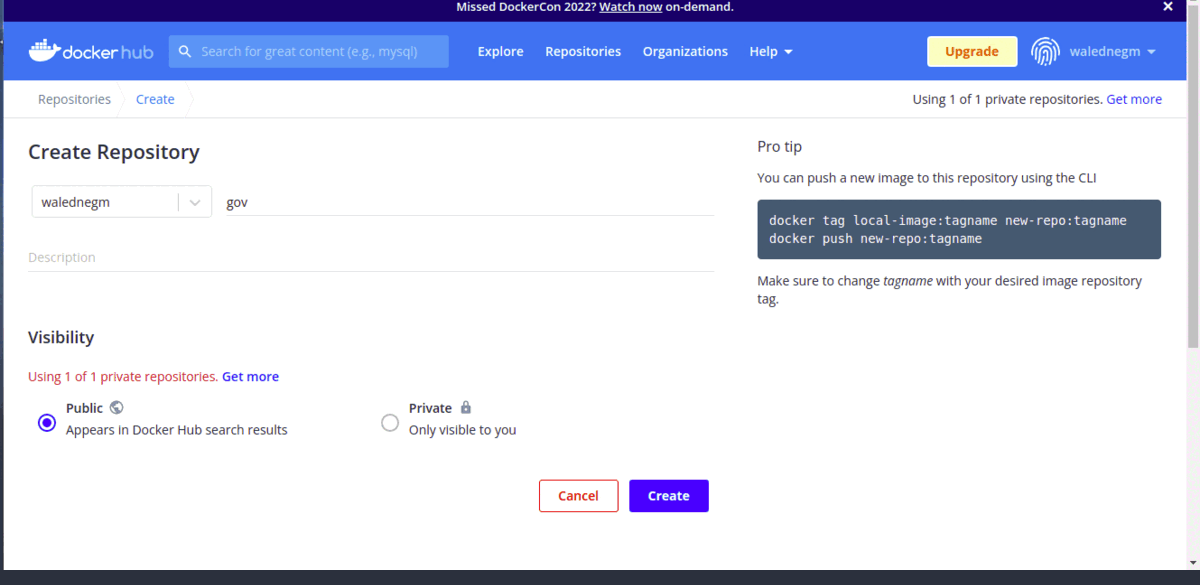 Missed DockerCon 2022? Watch now on-demand.
docker hub Search for great content (e.g., mysql) Explore Repositories Organizations Help Upgrade walednegm
Repositories Create Using 1 of 1 private repositories. Get more
Create Repository
walednegm gov
Description
Visibility
Using 1 of 1 private repositories. Get more
Public Private
Appears in Docker Hub search results Only visible to you
Cancel Create
Pro tip
You can push a new image to this repository using the CLI
docker tag local-image:tagname new-repo:tagname
docker push new-repo:tagname
Make sure to change tagname with your desired image repository
tag.